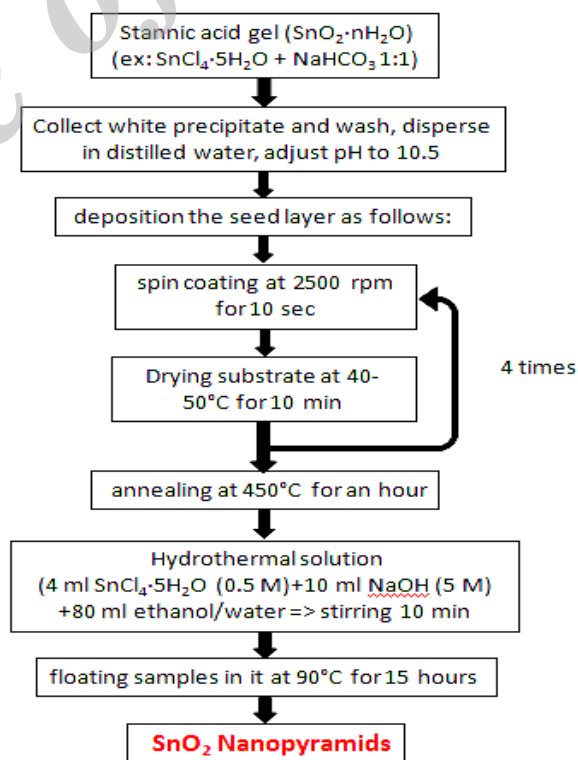 Stannic acid gel (SnO₂·nH₂O)
(ex: SnCl₄·5H₂O + NaHCO₃ 1:1)
Collect white precipitate and wash, disperse
in distilled water, adjust pH to 10.5
deposition the seed layer as follows:
spin coating at 2500 rpm
for 10 sec
Drying substrate at 40-
50°C for 10 min
4 times
annealing at 450°C for an hour
Hydrothermal solution
(4 ml SnCl₄·5H₂O (0.5 M)+10 ml NaOH (5 M)
+80 ml ethanol/water=> stirring 10 min
floating samples in it at 90°C for 15 hours
SnO₂ Nanopyramids